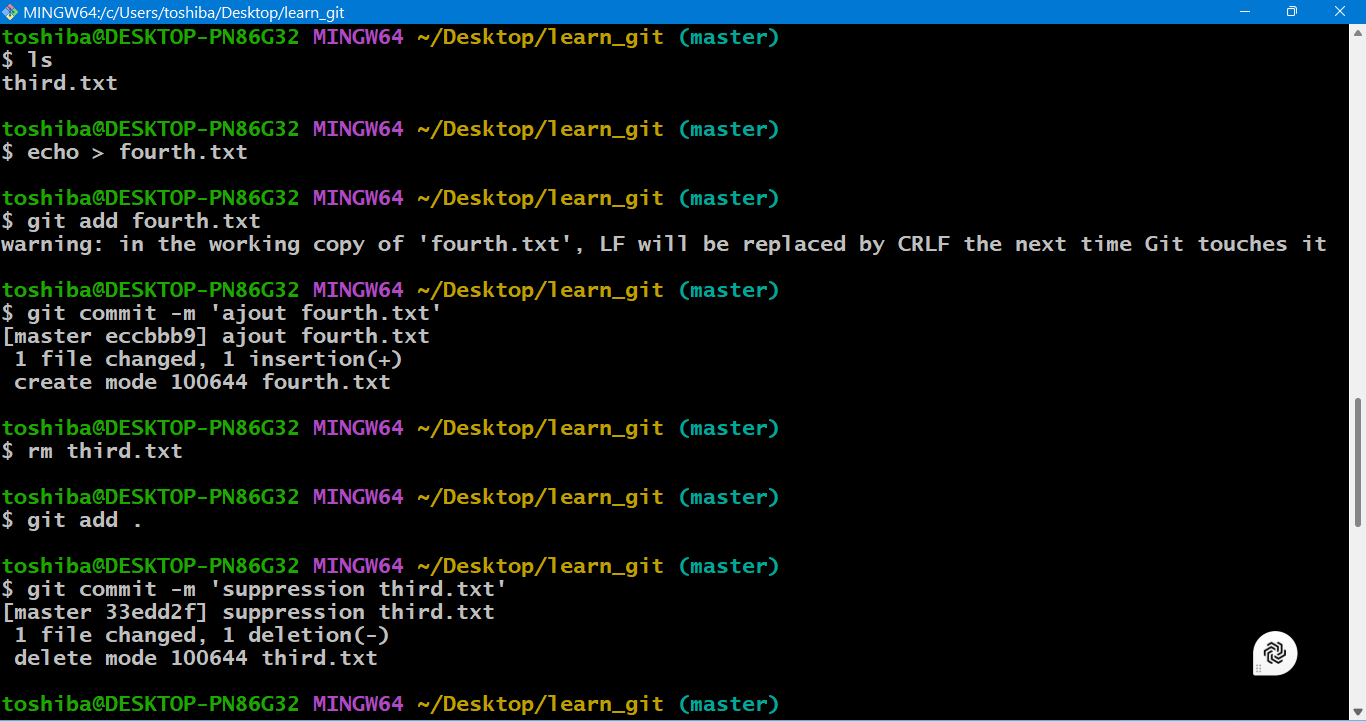 MINGW64:/c/Users/toshiba/Desktop/learn_git
toshiba@DESKTOP-PN86G32 MINGW64 ~/Desktop/learn_git (master)
$ ls
third.txt
toshiba@DESKTOP-PN86G32 MINGW64 ~/Desktop/learn_git (master)
$ echo > fourth.txt
toshiba@DESKTOP-PN86G32 MINGW64 ~/Desktop/learn_git (master)
$ git add fourth.txt
warning: in the working copy of 'fourth.txt', LF will be replaced by CRLF the next time Git touches it
toshiba@DESKTOP-PN86G32 MINGW64 ~/Desktop/learn_git (master)
$ git commit -m 'ajout fourth.txt'
[master eccbbb9] ajout fourth.txt
 1 file changed, 1 insertion(+)
 create mode 100644 fourth.txt
toshiba@DESKTOP-PN86G32 MINGW64 ~/Desktop/learn_git (master)
$ rm third.txt
toshiba@DESKTOP-PN86G32 MINGW64 ~/Desktop/learn_git (master)
$ git add .
toshiba@DESKTOP-PN86G32 MINGW64 ~/Desktop/learn_git (master)
$ git commit -m 'suppression third.txt'
[master 33edd2f] suppression third.txt
 1 file changed, 1 deletion(-)
 delete mode 100644 third.txt
toshiba@DESKTOP-PN86G32 MINGW64 ~/Desktop/learn_git (master)